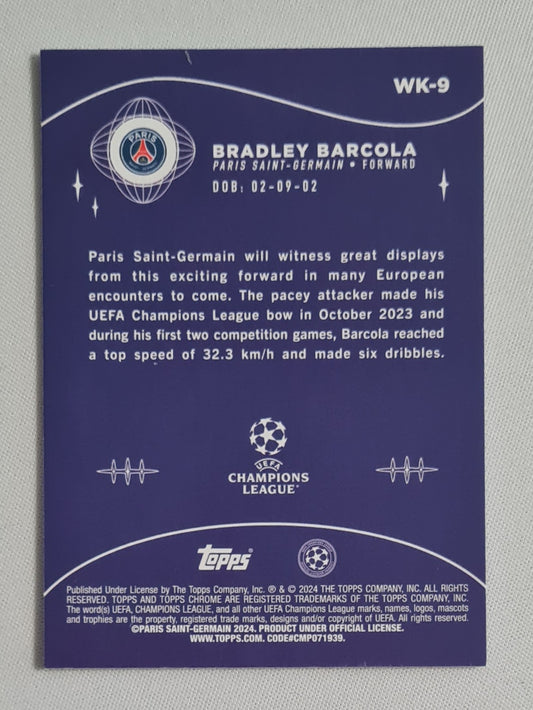 WK-9
PARIS
BRADLEY BARCOLA
PARIS SAINT-GERMAIN • FORWARD
DOB: 02-09-02
Paris Saint-Germain will witness great displays
from this exciting forward in many European
encounters to come. The pacey attacker made his
UEFA Champions League bow in October 2023 and
during his first two competition games, Barcola reached
a top speed of 32.3 km/h and made six dribbles.
UEFA
CHAMPIONS
LEAGUE®
topps®
Published Under License by The Topps Company, Inc. ® & © 2024 THE TOPPS COMPANY, INC. ALL RIGHTS
RESERVED. TOPPS AND TOPPS CHROME ARE REGISTERED TRADEMARKS OF THE TOPPS COMPANY, INC.
The word(s) UEFA, CHAMPIONS LEAGUE, and all other UEFA Champions League marks, names, logos, mascots
and trophies are the property, registered trade marks, designs and/or copyright of UEFA. All rights reserved.
©PARIS SAINT-GERMAIN 2024. PRODUCT UNDER OFFICIAL LICENSE.
WWW.TOPPS.COM. CODE#CMP071939.